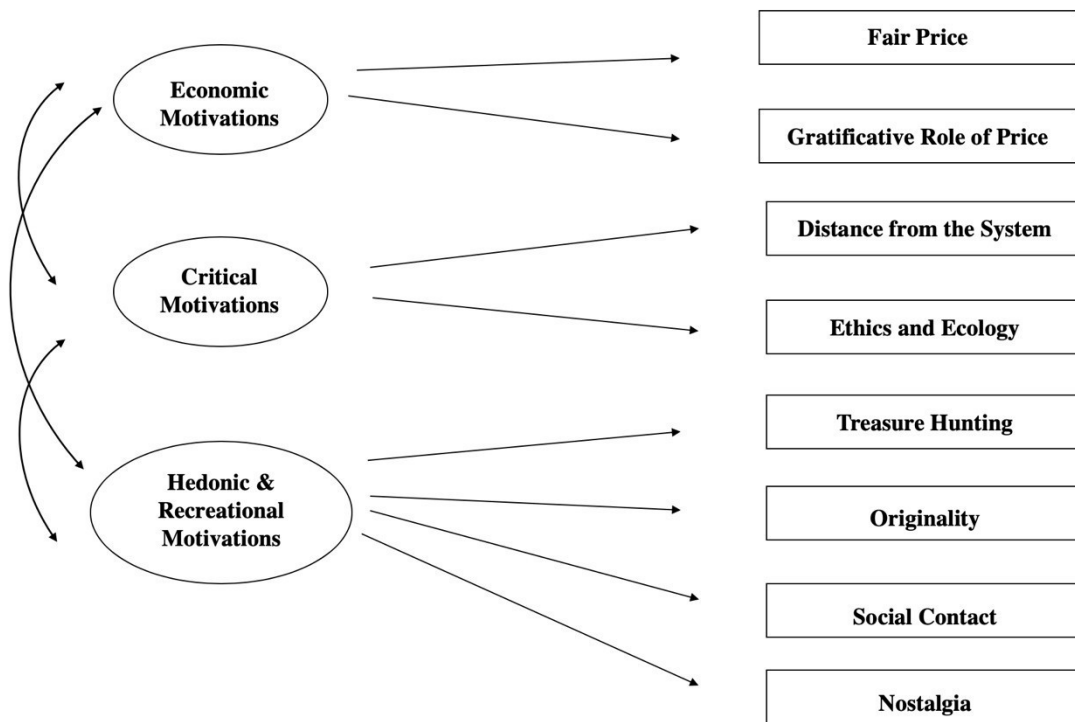 Fair Price
Economic
Motivations
Gratificative Role of Price
Distance from the System
Critical
Motivations
Ethics and Ecology
Treasure Hunting
Hedonic &
Recreational
Motivations
Originality
Social Contact
Nostalgia